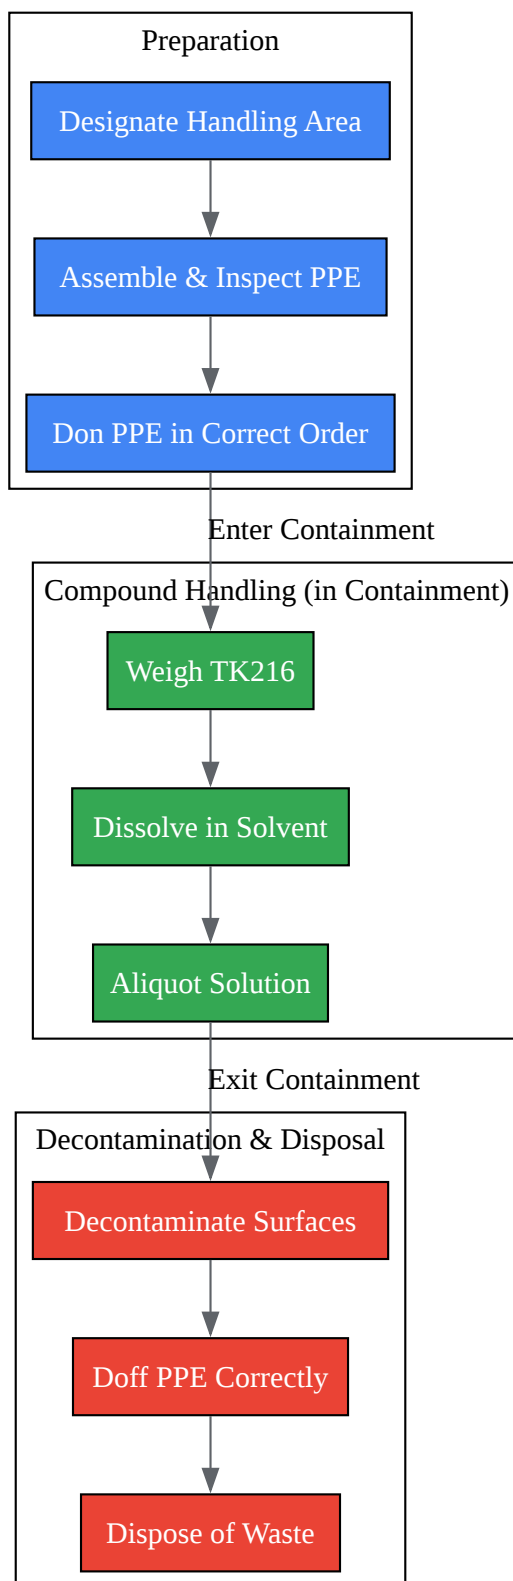 Preparation
Designate Handling Area
Assemble & Inspect PPE
Don PPE in Correct Order
Enter Containment
Compound Handling (in Containment)
Weigh TK216
Dissolve in Solvent
Aliquot Solution
Exit Containment
Decontamination & Disposal
Decontaminate Surfaces
Doff PPE Correctly
Dispose of Waste